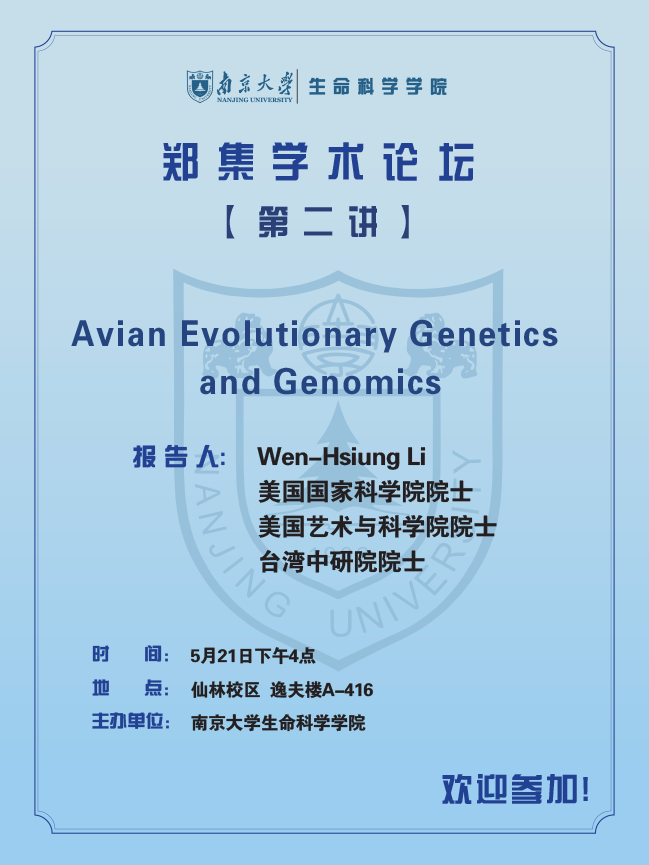 南京大学 生命科学学院
NANJING UNIVERSITY
郑集学术论坛
【第二讲】
Avian Evolutionary Genetics
and Genomics
报告人: Wen-Hsiung Li
美国国家科学院院士
美国艺术与科学院院士
台湾中研院院士
NANJING UNIVERSITY
时 间: 5月21日下午4点
地 点: 仙林校区 逸夫楼A-416
主办单位: 南京大学生命科学学院
欢迎参加!